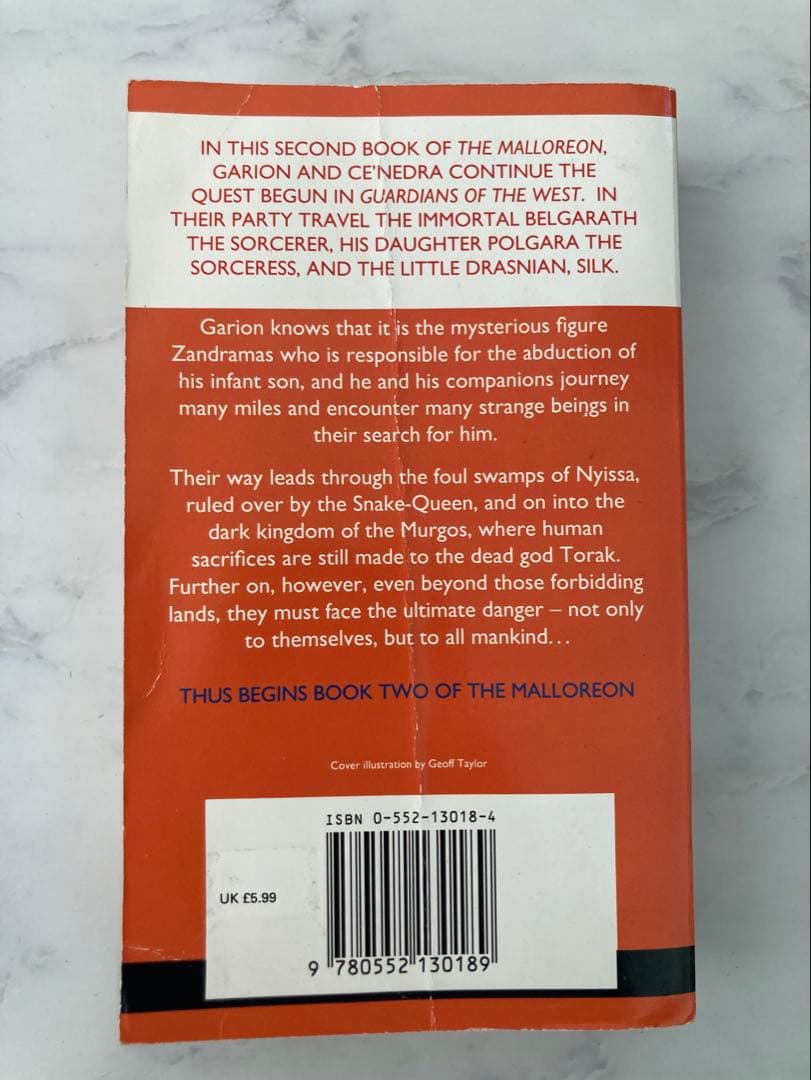 IN THIS SECOND BOOK OF THE MALLOREON,
GARION AND CE'NEDRA CONTINUE THE
QUEST BEGUN IN GUARDIANS OF THE WEST. IN
THEIR PARTY TRAVEL THE IMMORTAL BELGARATH
THE SORCERER, HIS DAUGHTER POLGARA THE
SORCERESS, AND THE LITTLE DRASNIAN, SILK.
Garion knows that it is the mysterious figure
Zandramas who is responsible for the abduction of
his infant son, and he and his companions journey
many miles and encounter many strange beings in
their search for him.
Their way leads through the foul swamps of Nyissa,
ruled over by the Snake-Queen, and on into the
dark kingdom of the Murgos, where human
sacrifices are still made to the dead god Torak.
Further on, however, even beyond those forbidding
lands, they must face the ultimate danger – not only
to themselves, but to all mankind...
THUS BEGINS BOOK TWO OF THE MALLOREON
Cover illustration by Geoff Taylor
ISBN 0-552-13018-4
UK £5.99
9 780552 130189